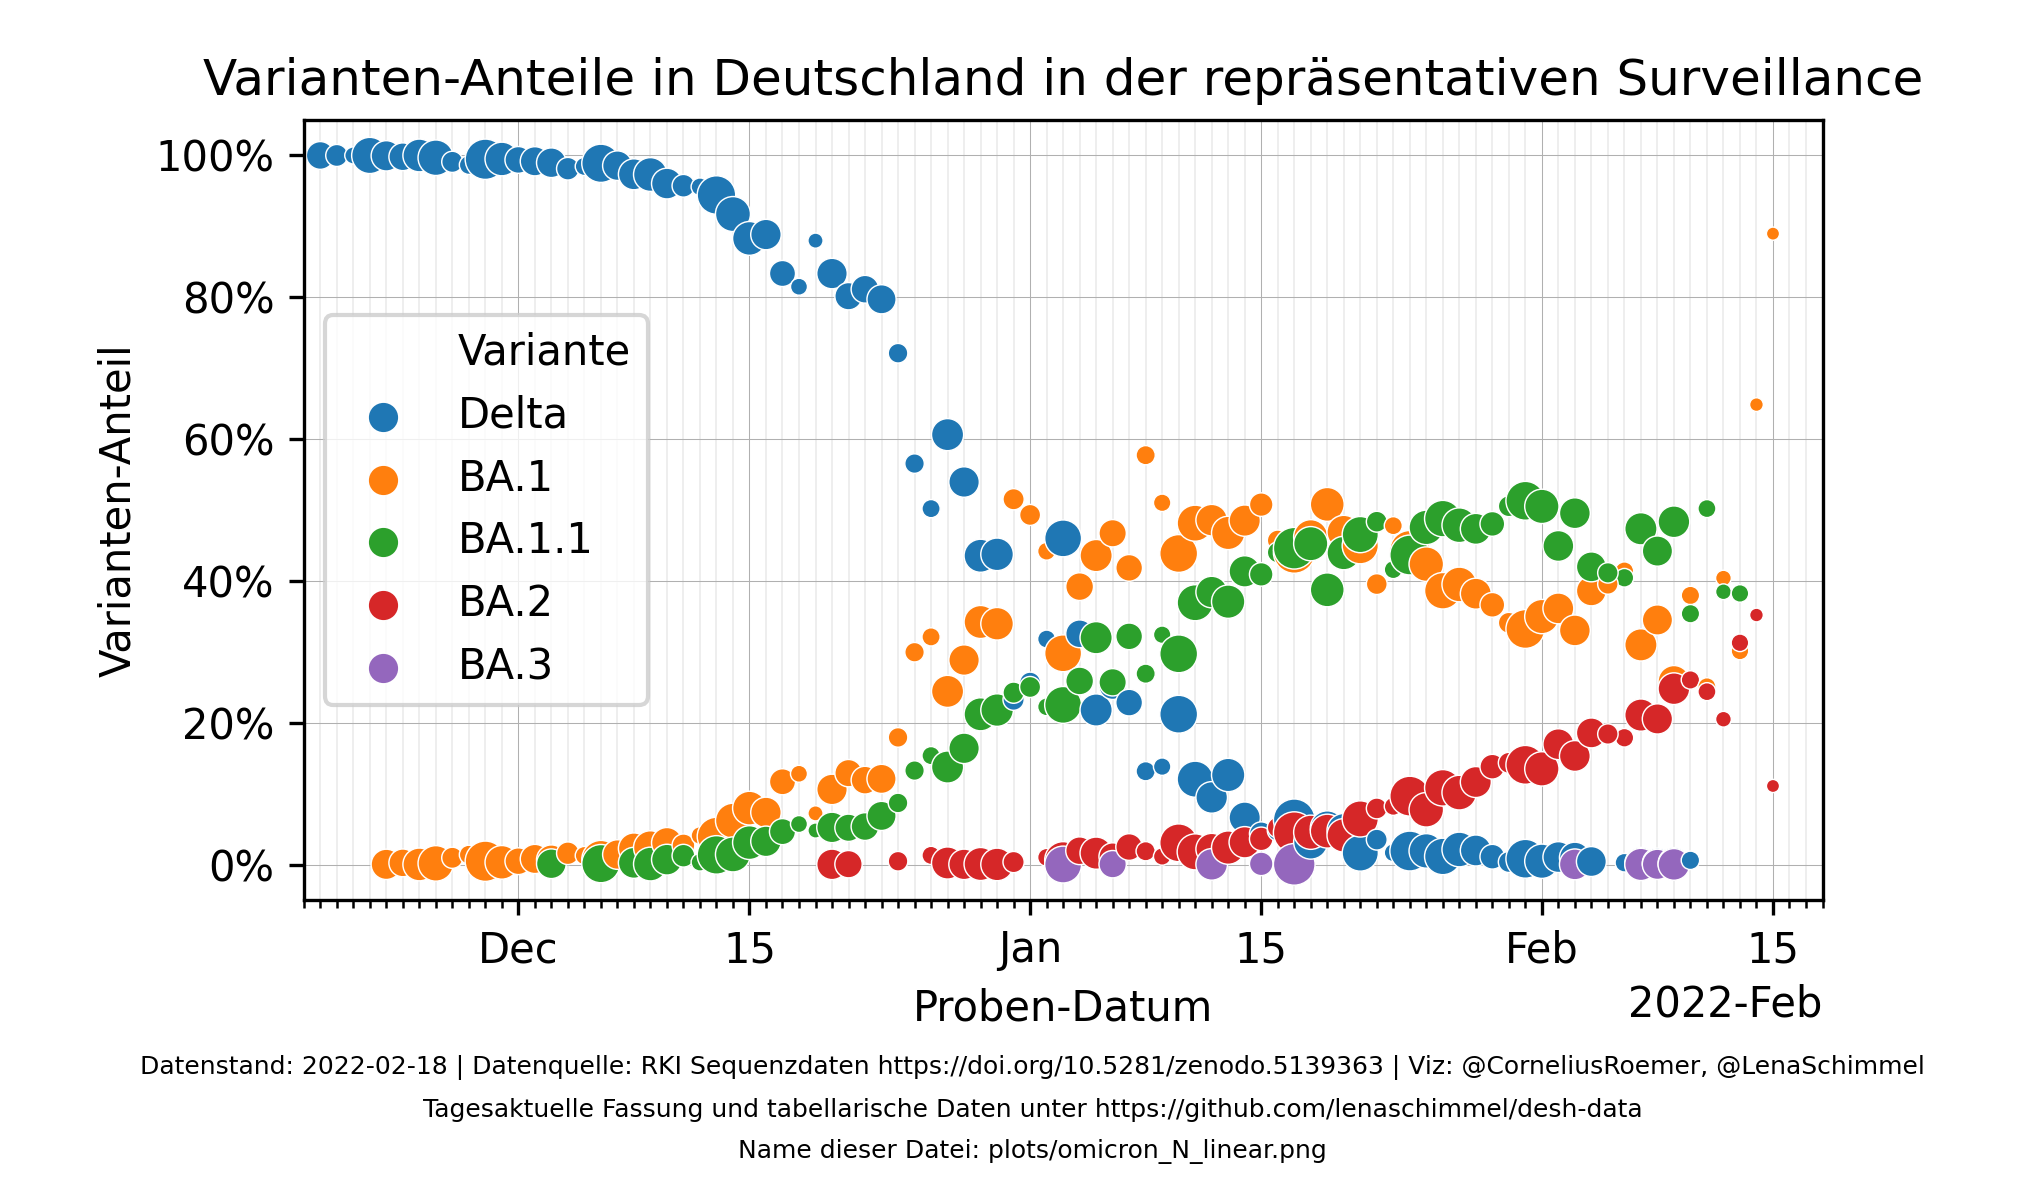 Varianten-Anteile in Deutschland in der repräsentativen Surveillance
Varianten-Anteil
100%
80%
60%
40%
20%
0%
Variante
Delta
BA.1
BA.1.1
BA.2
BA.3
Dec 15 Jan 15 Feb 15
Proben-Datum
2022-Feb
Datenstand: 2022-02-18 | Datenquelle: RKI Sequenzdaten https://doi.org/10.5281/zenodo.5139363 | Viz: @CorneliusRoemer, @LenaSchimmel
Tagesaktuelle Fassung und tabellarische Daten unter https://github.com/lenaschimmel/desh-data
Name dieser Datei: plots/omicron_N_linear.png